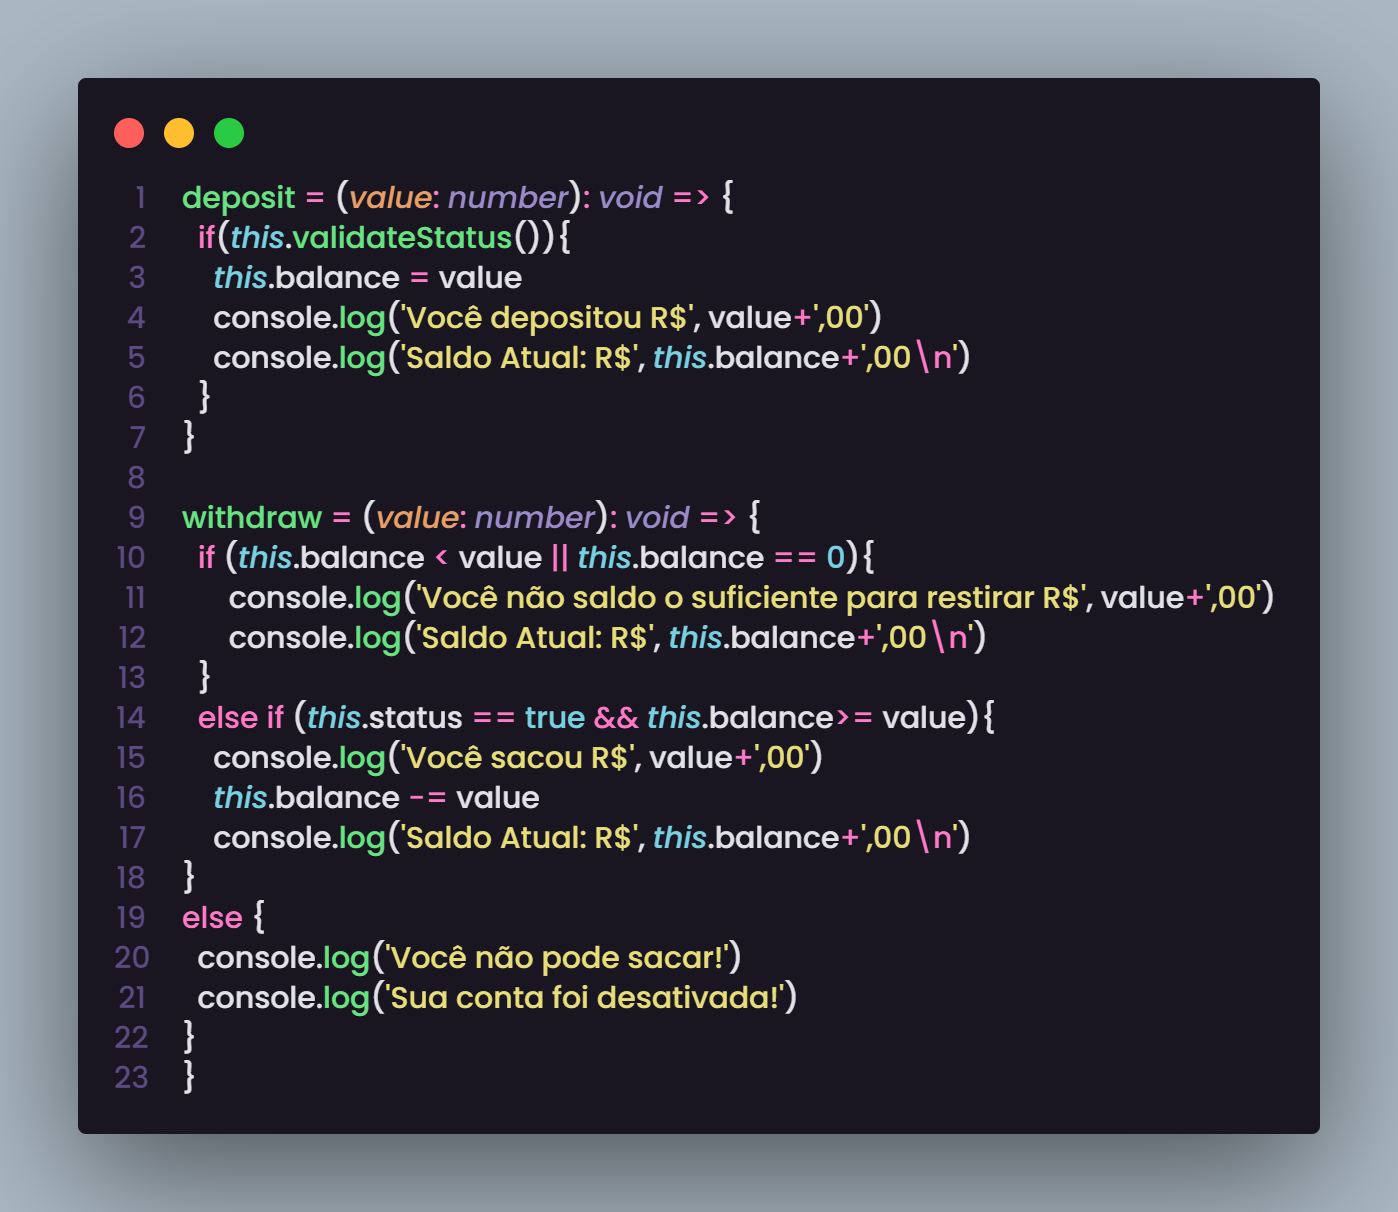 1 deposit = (value: number): void => {
2 if(this.validateStatus()){
3 this.balance = value
4 console.log('Você depositou R$', value+',00')
5 console.log('Saldo Atual: R$', this.balance+',00\n')
6 }
7 }
8
9 withdraw = (value: number): void => {
10 if (this.balance < value || this.balance == 0){
11 console.log('Você não saldo o suficiente para restirar R$', value+',00')
12 console.log('Saldo Atual: R$', this.balance+',00\n')
13 }
14 else if (this.status == true && this.balance>= value){
15 console.log('Você sacou R$', value+',00')
16 this.balance -= value
17 console.log('Saldo Atual: R$', this.balance+',00\n')
18 }
19 else {
20 console.log('Você não pode sacar!')
21 console.log('Sua conta foi desativada!')
22 }
23 }